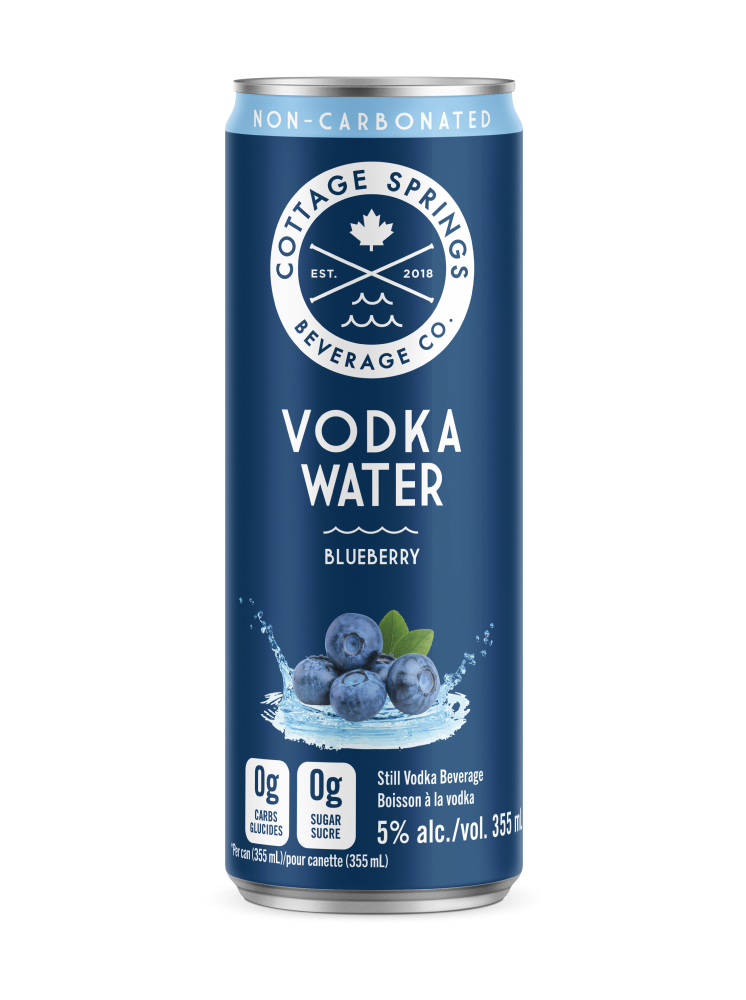 NON-CARBONATED
COTTAGE SPRINGS
EST. 2018
BEVERAGE CO.
VODKA
WATER
BLUEBERRY
0g
CARBS
GLUCIDES
0g
SUGAR
SUCRE
Still Vodka Beverage
Boisson à la vodka
5% alc./vol. 355 mL
*Per can (355 mL)/pour canette (355 mL)